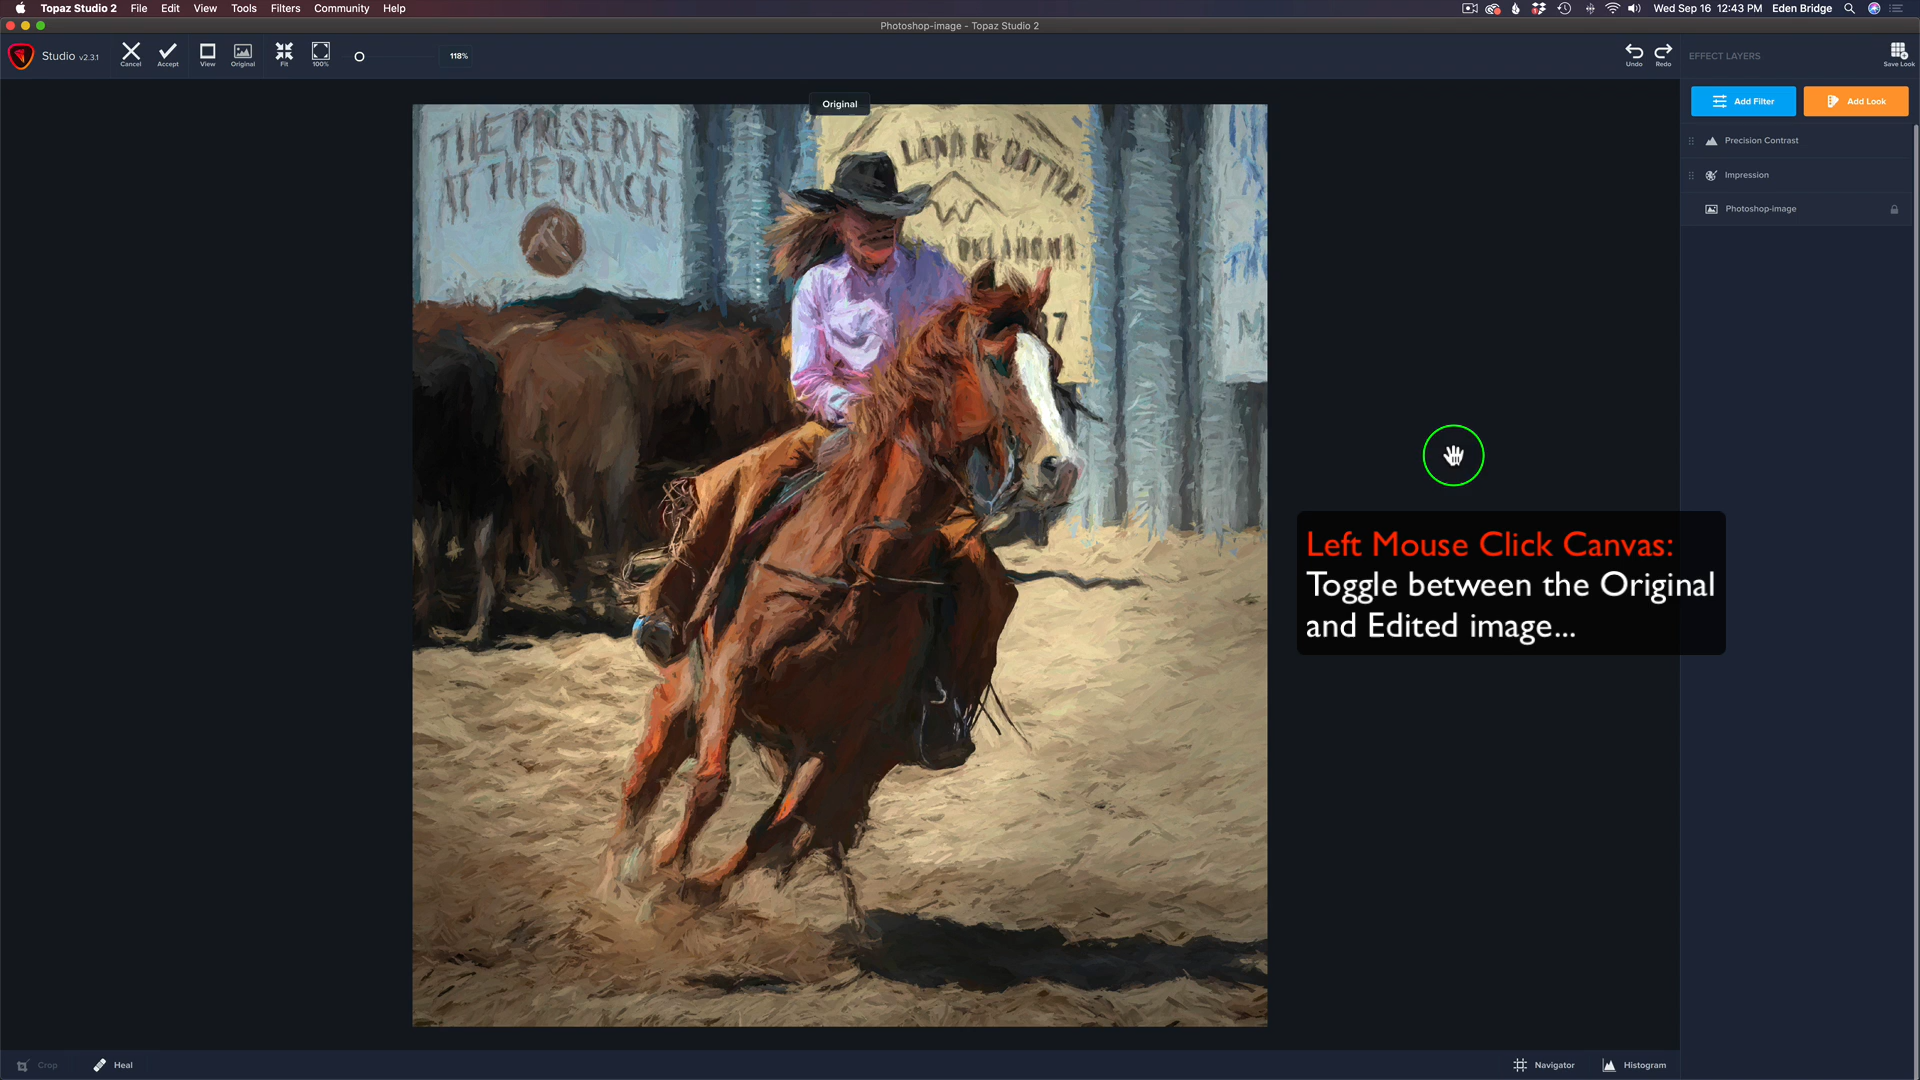 Topaz Studio 2 File Edit View Tools Filters Community Help
Wed Sep 16 12:43 PM Eden Bridge
Photoshop-image - Topaz Studio 2
Studio v2.3.1
Cancel Accept View Original Fit 100% 118%
Undo Redo
EFFECT LAYERS
Save Look
Original
Add Filter Add Look
Precision Contrast
Impression
Photoshop-image
THE PRESERVE
AT THE RANCH
LAND & CATTLE
OKLAHOMA
37
M
Left Mouse Click Canvas:
Toggle between the Original
and Edited image...
Crop Heal
Navigator Histogram